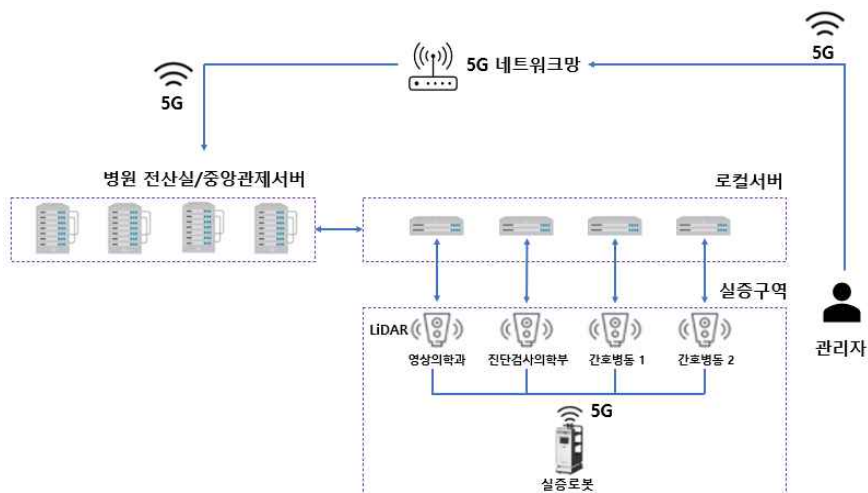 5G
5G
5G 네트워크망
병원 전산실/중앙관제서버
로컬서버
실증구역
LiDAR
영상의학과
진단검사의학부
간호병동 1
간호병동 2
관리자
5G
실증로봇